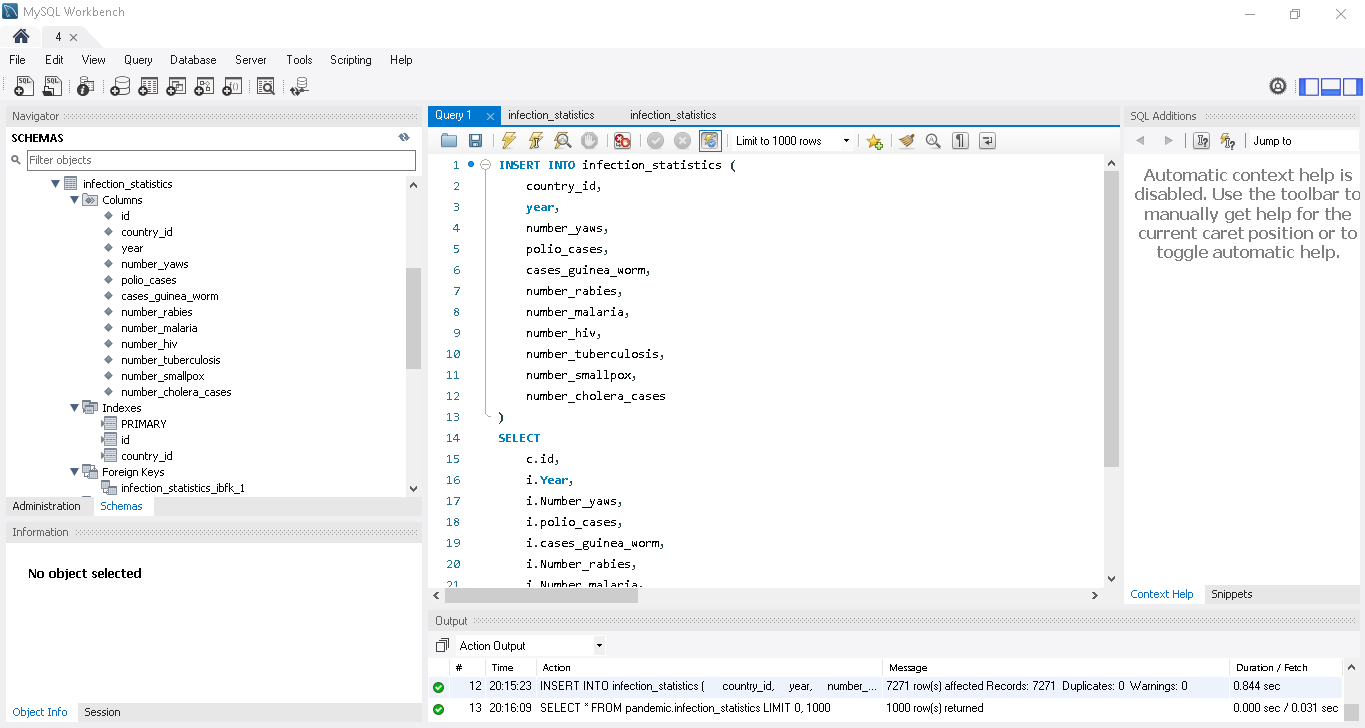 MySQL Workbench
4
File Edit View Query Database Server Tools Scripting Help
Navigator
SCHEMAS
Filter objects
infection_statistics
Columns
id
country_id
year
number_yaws
polio_cases
cases_guinea_worm
number_rabies
number_malaria
number_hiv
number_tuberculosis
number_smallpox
number_cholera_cases
Indexes
PRIMARY
id
country_id
Foreign Keys
infection_statistics_ibfk_1
Administration Schemas
Information
No object selected
Object Info Session
Query 1 infection_statistics infection_statistics
Limit to 1000 rows
1 INSERT INTO infection_statistics (
2 country_id,
3 year,
4 number_yaws,
5 polio_cases,
6 cases_guinea_worm,
7 number_rabies,
8 number_malaria,
9 number_hiv,
10 number_tuberculosis,
11 number_smallpox,
12 number_cholera_cases
13 )
14 SELECT
15 c.id,
16 i.Year,
17 i.Number_yaws,
18 i.polio_cases,
19 i.cases_guinea_worm,
20 i.Number_rabies,
21 i.Number_malaria,
SQL Additions
Jump to
Automatic context help is
disabled. Use the toolbar to
manually get help for the
current caret position or to
toggle automatic help.
Context Help Snippets
Output
Action Output
# Time Action Message Duration / Fetch
12 20:15:23 INSERT INTO infection_statistics ( country_id, year, number_... 7271 row(s) affected Records: 7271 Duplicates: 0 Warnings: 0 0.844 sec
13 20:16:09 SELECT * FROM pandemic.infection_statistics LIMIT 0, 1000 1000 row(s) returned 0.000 sec / 0.031 sec